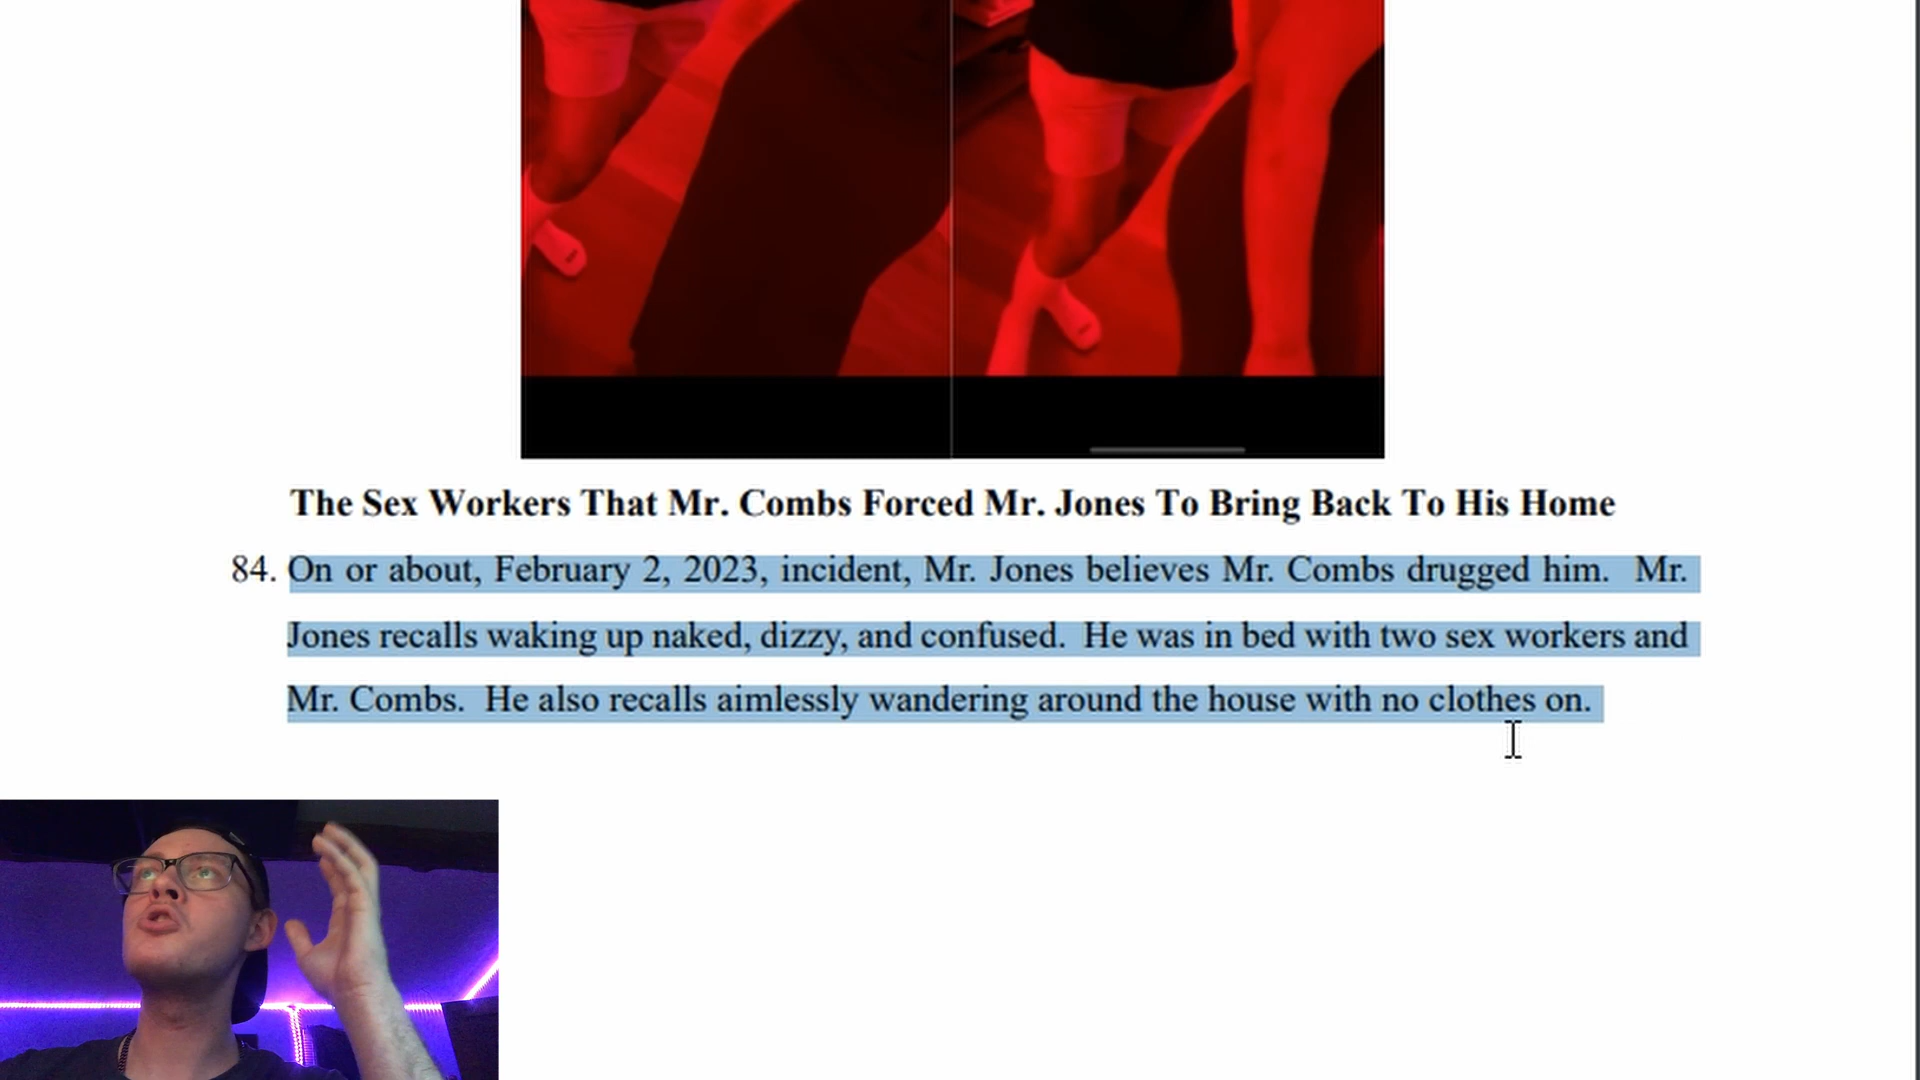 The Sex Workers That Mr. Combs Forced Mr. Jones To Bring Back To His Home
84. On or about, February 2, 2023, incident, Mr. Jones believes Mr. Combs drugged him. Mr.
Jones recalls waking up naked, dizzy, and confused. He was in bed with two sex workers and
Mr. Combs. He also recalls aimlessly wandering around the house with no clothes on.